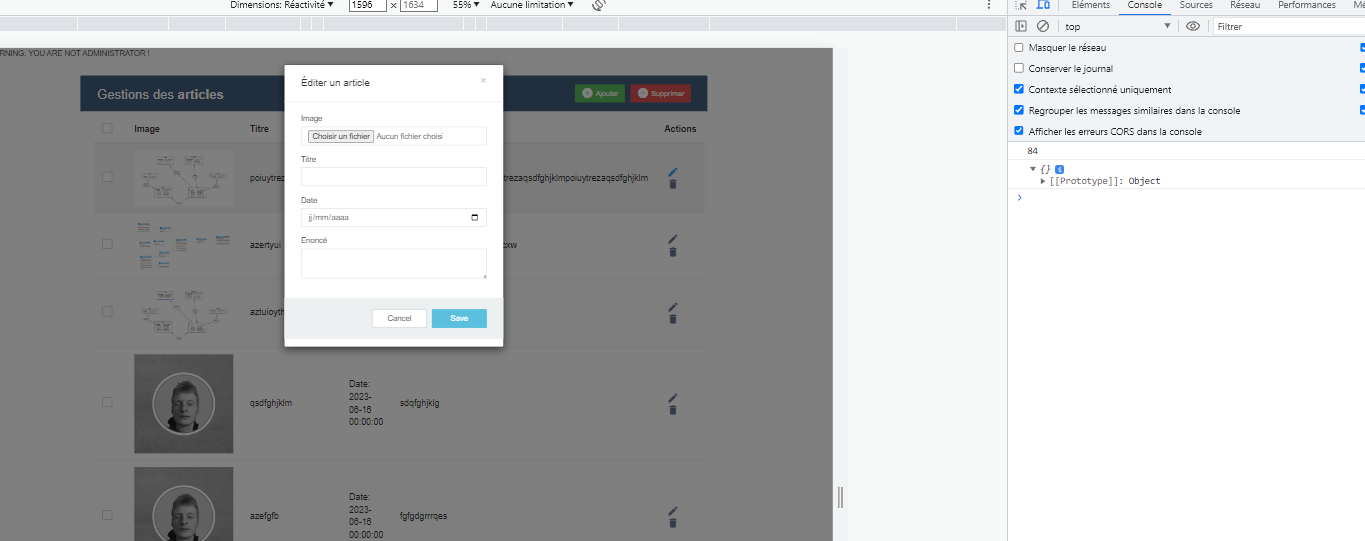 Dimensions: Réactivité ▼ 1596 × 1634 55% ▼ Aucune limitation ▼
Éléments Console Sources Réseau Performances
top ▼ Filtrer
Masquer le réseau
Conserver le journal
Contexte sélectionné uniquement
Regrouper les messages similaires dans la console
Afficher les erreurs CORS dans la console
84
{}
[[Prototype]]: Object
RNING: YOU ARE NOT ADMINISTRATOR !
Gestions des articles
Ajouter Supprimer
Image Titre Actions
poiuytrez
trezaqsdfghjklmpoiuytrezaqsdfghjklm
azertyui
aztuioyth
qsdfghjklm
Date:
2023-
06-16
00:00:00
sdqfghjklg
azefgfb
Date:
2023-
06-16
00:00:00
fgfgdgrrrqes
Éditer un article ×
Image
Choisir un fichier Aucun fichier choisi
Titre
Date
jj/mm/aaaa
Enoncé
Cancel Save